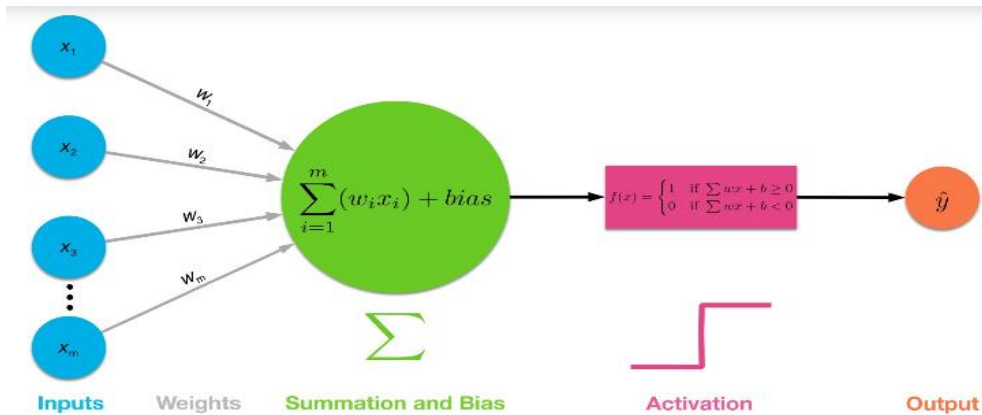 x₁
x₂
x₃
xₘ
w₁
w₂
w₃
wₘ
∑ᵢ₌₁ᵐ (wᵢxᵢ) + bias
f(x) = {1 if ∑ wx + b ≥ 0
0 if ∑ wx + b < 0
ŷ
∑
Inputs Weights Summation and Bias Activation Output